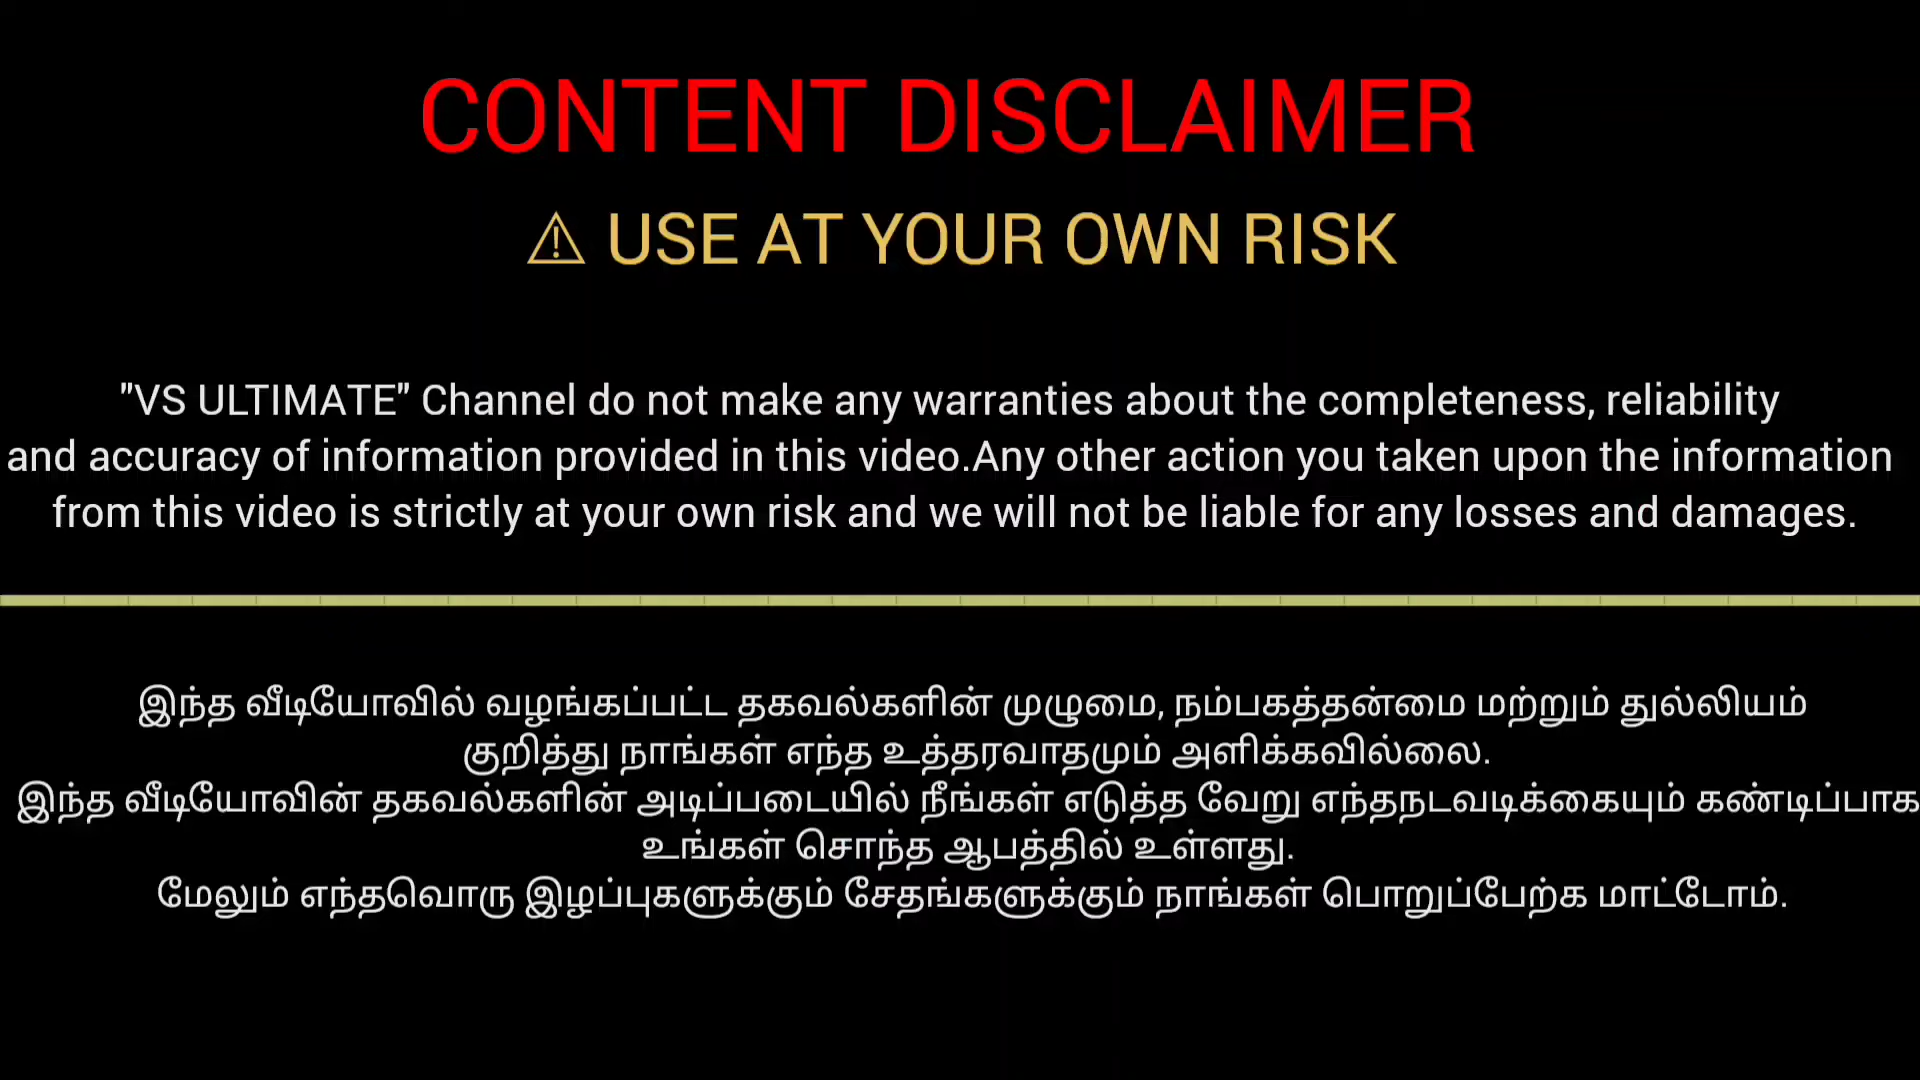 CONTENT DISCLAIMER
⚠ USE AT YOUR OWN RISK
"VS ULTIMATE" Channel do not make any warranties about the completeness, reliability
and accuracy of information provided in this video.Any other action you taken upon the information
from this video is strictly at your own risk and we will not be liable for any losses and damages.
இந்த வீடியோவில் வழங்கப்பட்ட தகவல்களின் முழுமை, நம்பகத்தன்மை மற்றும் துல்லியம்
குறித்து நாங்கள் எந்த உத்தரவாதமும் அளிக்கவில்லை.
இந்த வீடியோவின் தகவல்களின் அடிப்படையில் நீங்கள் எடுத்த வேறு எந்தநடவடிக்கையும் கண்டிப்பாக
உங்கள் சொந்த ஆபத்தில் உள்ளது.
மேலும் எந்தவொரு இழப்புகளுக்கும் சேதங்களுக்கும் நாங்கள் பொறுப்பேற்க மாட்டோம்.